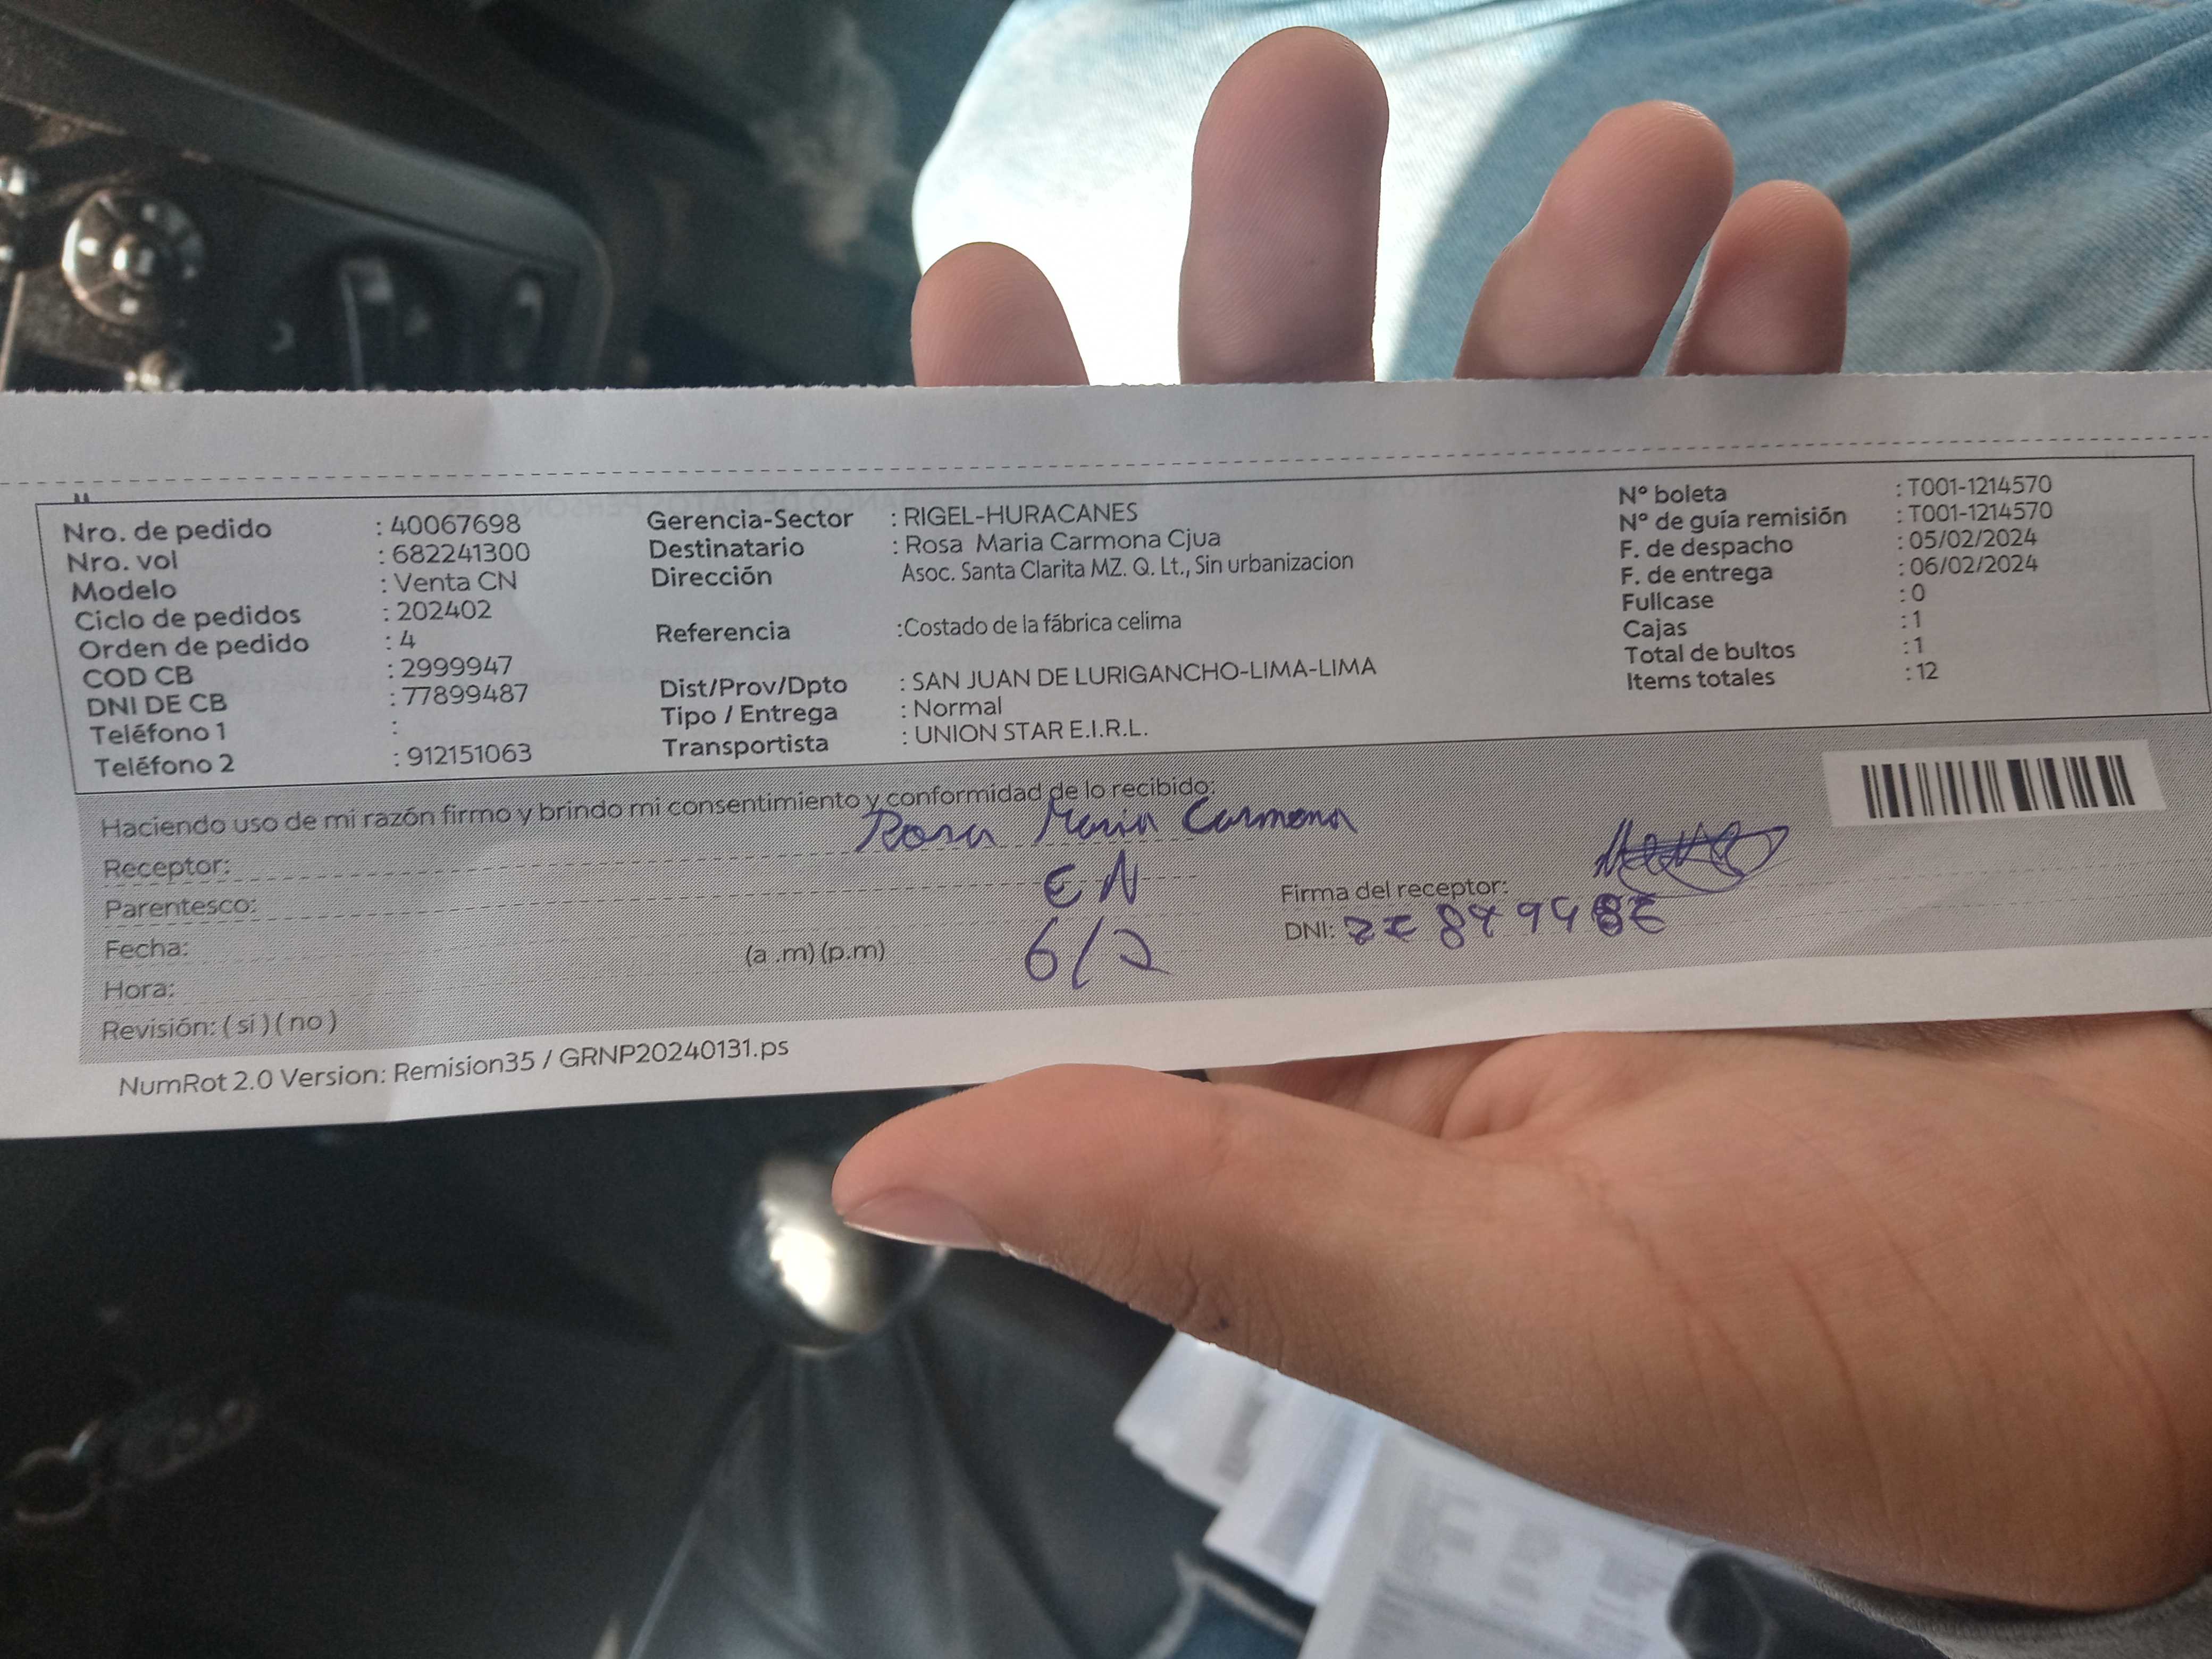 Nro. de pedido : 40067698
Nro. vol : 682241300
Modelo : Venta CN
Ciclo de pedidos : 202402
Orden de pedido : 4
COD CB : 2999947
DNI DE CB : 77899487
Teléfono 1 :
Teléfono 2 : 912151063
Gerencia-Sector : RIGEL-HURACANES
Destinatario : Rosa Maria Carmona Cjua
Dirección Asoc. Santa Clarita MZ. Q. Lt., Sin urbanizacion
Referencia :Costado de la fábrica celima
Dist/Prov/Dpto : SAN JUAN DE LURIGANCHO-LIMA-LIMA
Tipo / Entrega : Normal
Transportista : UNION STAR E.I.R.L.
Nº boleta : T001-1214570
Nº de guía remisión : T001-1214570
F. de despacho : 05/02/2024
F. de entrega : 06/02/2024
Fullcase : 0
Cajas : 1
Total de bultos : 1
Items totales : 12
Haciendo uso de mi razón firmo y brindo mi consentimiento y conformidad de lo recibido:
Receptor: Rosa Maria Carmona
Parentesco: CN
Fecha: 6/2
Hora: (a .m) (p.m)
Revisión: ( si ) ( no )
Firma del receptor:
DNI:
NumRot 2.0 Version: Remision35 / GRNP20240131.ps